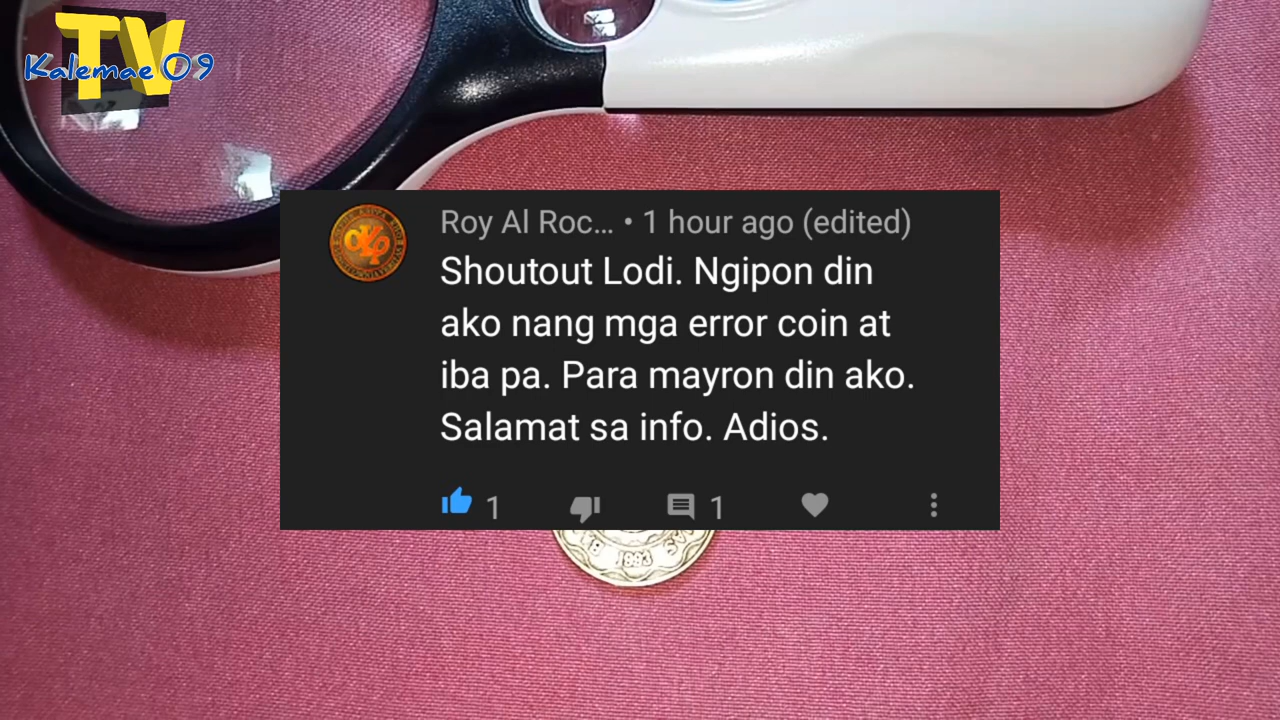 TV
Kalemae 09
Roy Al Roc... • 1 hour ago (edited)
Shoutout Lodi. Ngipon din
ako nang mga error coin at
iba pa. Para mayron din ako.
Salamat sa info. Adios.
1
1